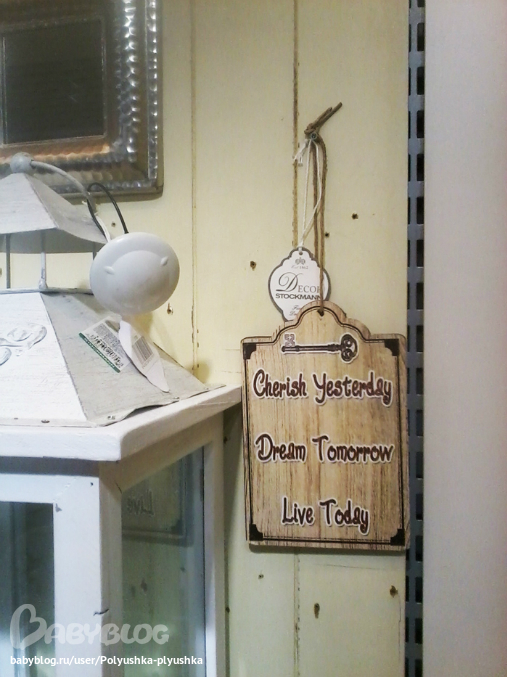 DECOR
STOCKMANN
Cherish Yesterday
Dream Tomorrow
Live Today
BABYBLOG
babyblog.ru/user/Polyushka-plyushka